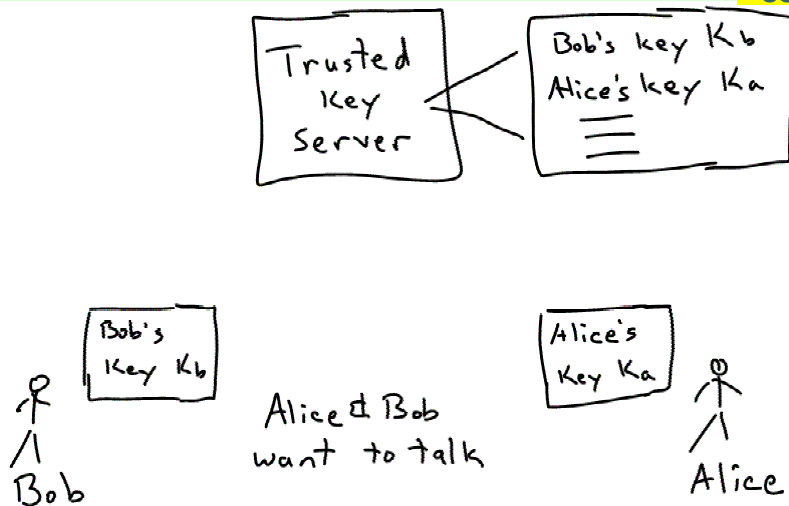 Trusted
Key
Server
Bob's key Kb
Alice's key Ka
Bob's
Key Kb
Alice's
Key Ka
Alice & Bob
want to talk
Bob
Alice